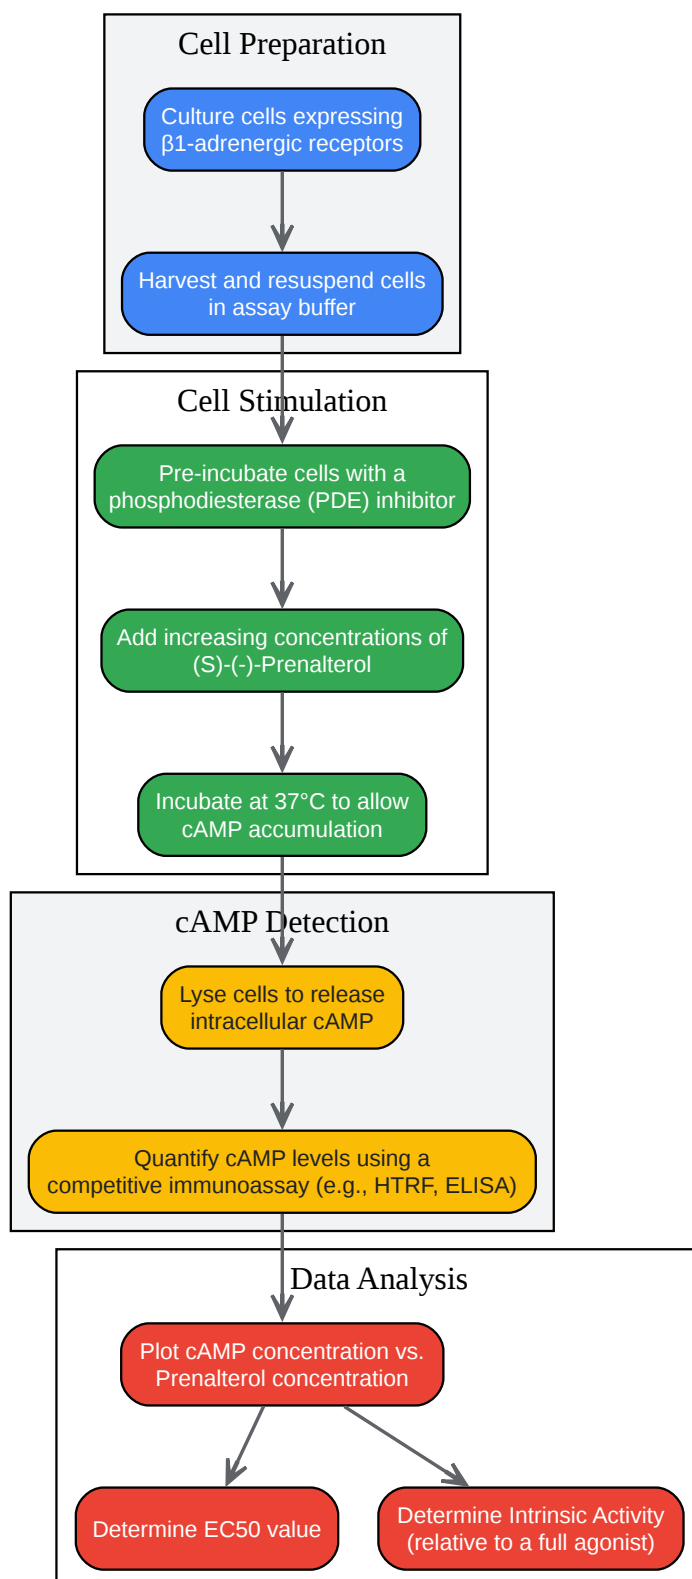 Cell Preparation
Culture cells expressing
β1-adrenergic receptors
Harvest and resuspend cells
in assay buffer
Cell Stimulation
Pre-incubate cells with a
phosphodiesterase (PDE) inhibitor
Add increasing concentrations of
(S)-(-)-Prenalterol
Incubate at 37°C to allow
cAMP accumulation
cAMP Detection
Lyse cells to release
intracellular cAMP
Quantify cAMP levels using a
competitive immunoassay (e.g., HTRF, ELISA)
Data Analysis
Plot cAMP concentration vs.
Prenalterol concentration
Determine EC50 value
Determine Intrinsic Activity
(relative to a full agonist)